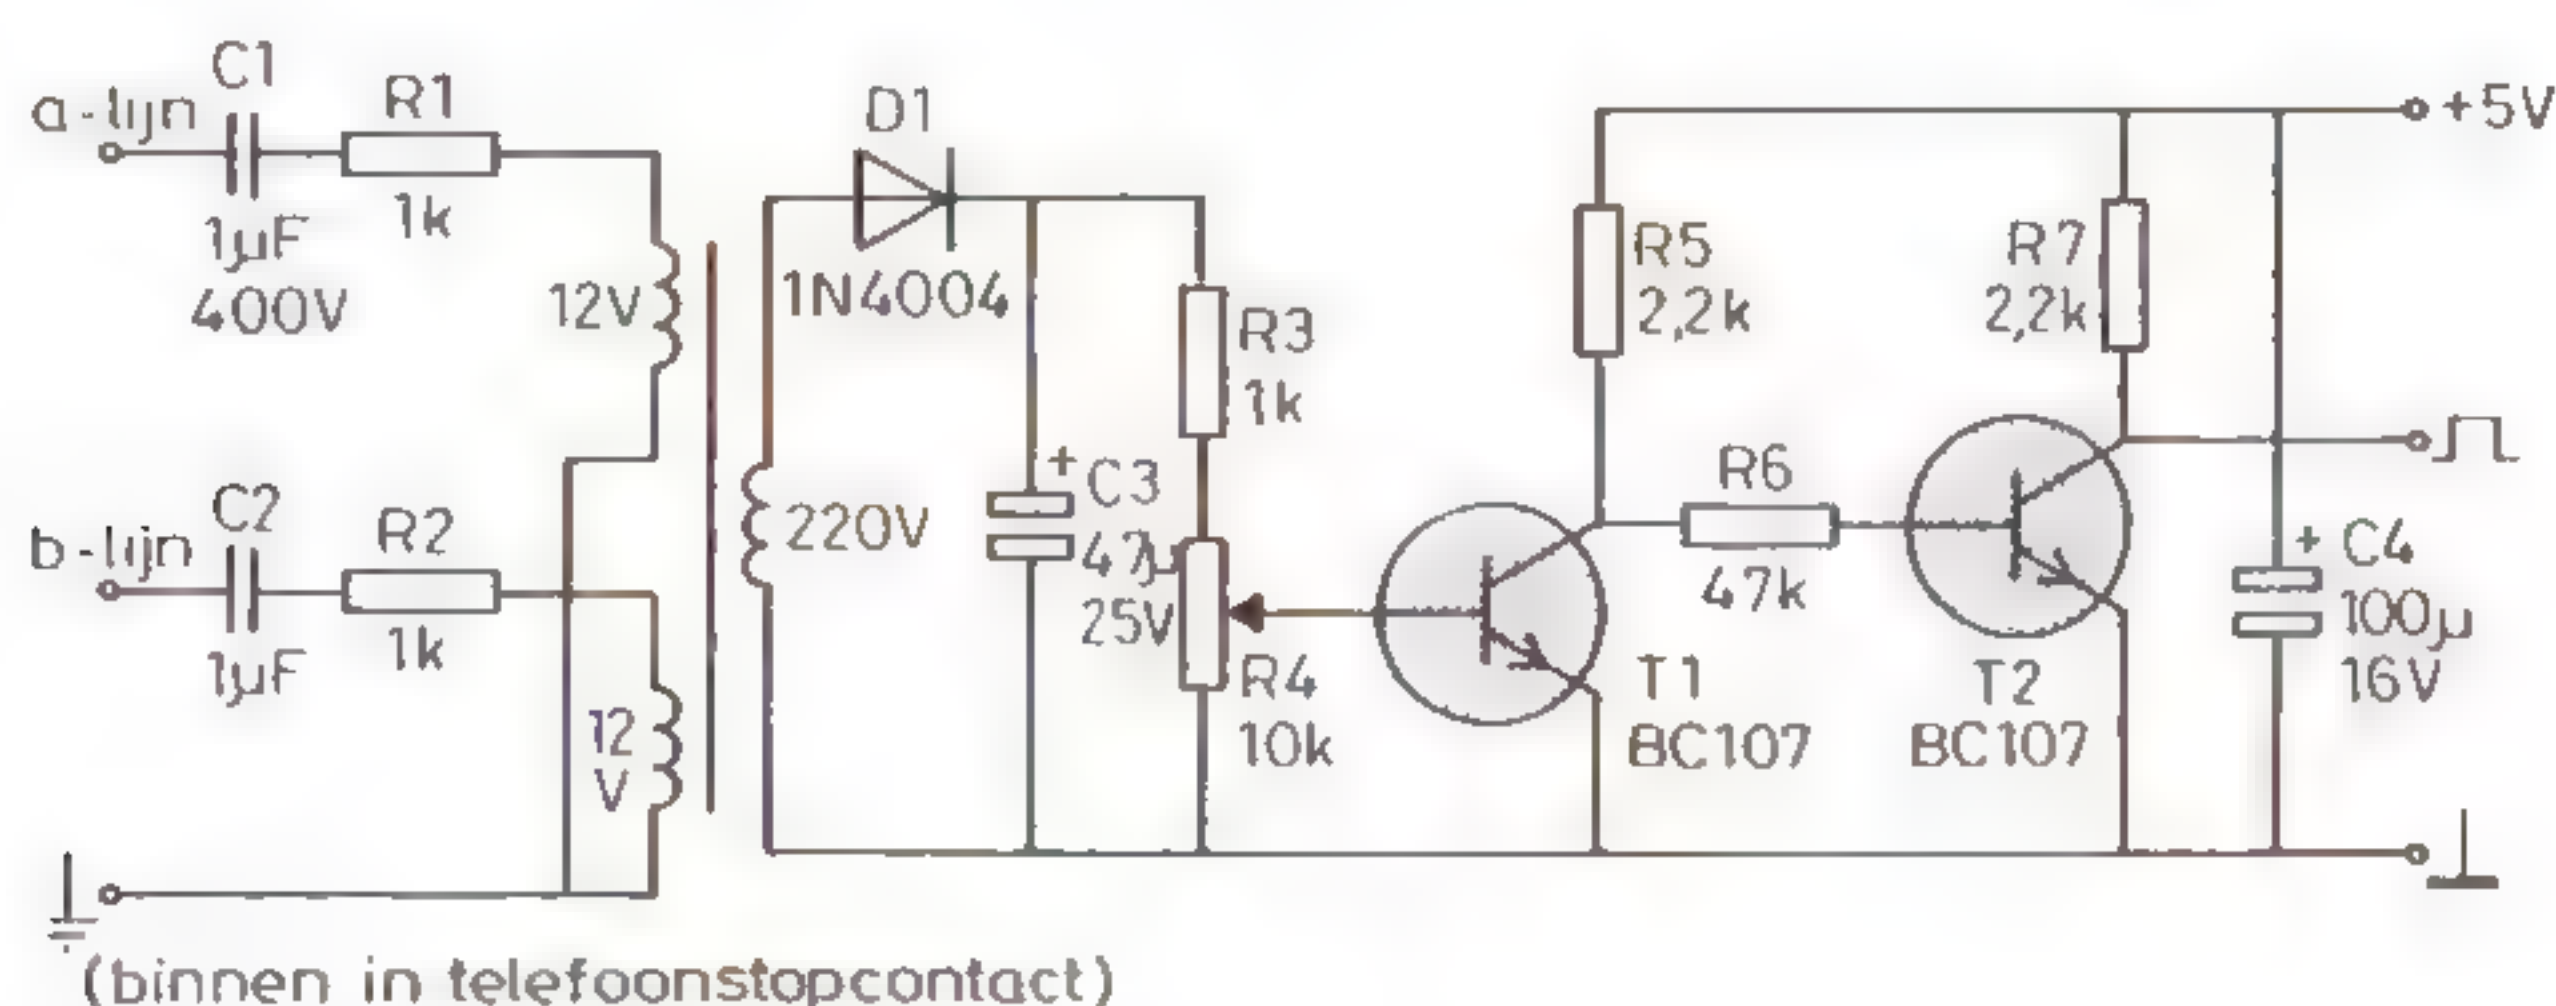 C1
a-lijn
R1
D1
+5V
1k
1µF
400V
12V
1N4004
R5
2,2k
R7
2,2k
R3
1k
C2
b-lijn
R2
220V
+
C3
47µ
25V
R6
47k
+
C4
100µ
16V
1µF
1k
12
V
R4
10k
T1
BC107
T2
BC107
(binnen in telefoonstopcontact)